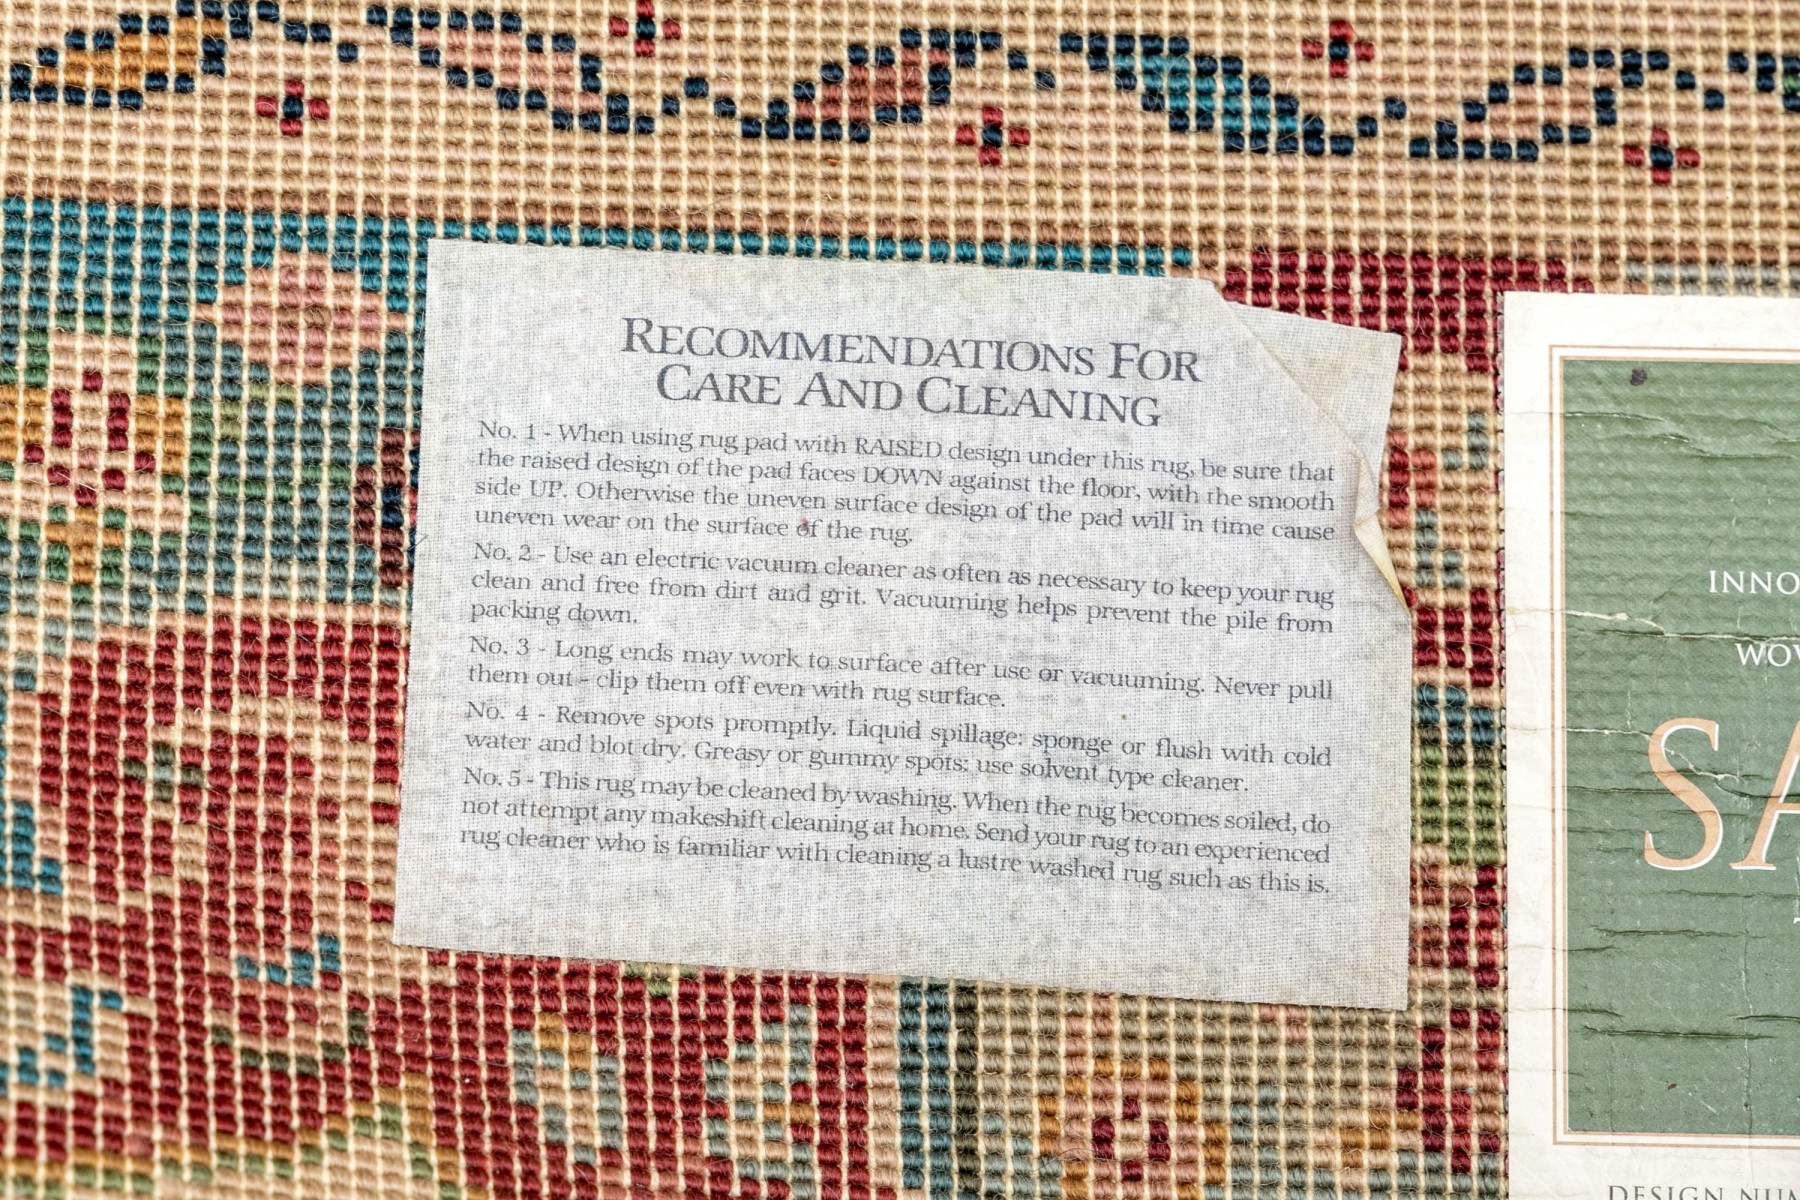 RECOMMENDATIONS FOR
CARE AND CLEANING
No. 1 - When using rug pad with RAISED design under this rug, be sure that
the raised design of the pad faces DOWN against the floor, with the smooth
side UP. Otherwise the uneven surface design of the pad will in time cause
uneven wear on the surface of the rug.
No. 2 - Use an electric vacuum cleaner as often as necessary to keep your rug
clean and free from dirt and grit. Vacuuming helps prevent the pile from
packing down.
No. 3 - Long ends may work to surface after use or vacuuming. Never pull
them out - clip them off even with rug surface.
No. 4 - Remove spots promptly. Liquid spillage: sponge or flush with cold
water and blot dry. Greasy or gummy spots: use solvent type cleaner.
No. 5 - This rug may be cleaned by washing. When the rug becomes soiled, do
not attempt any makeshift cleaning at home. Send your rug to an experienced
rug cleaner who is familiar with cleaning a lustre washed rug such as this is.
INNO
WOV
SA
DESIGN NUM